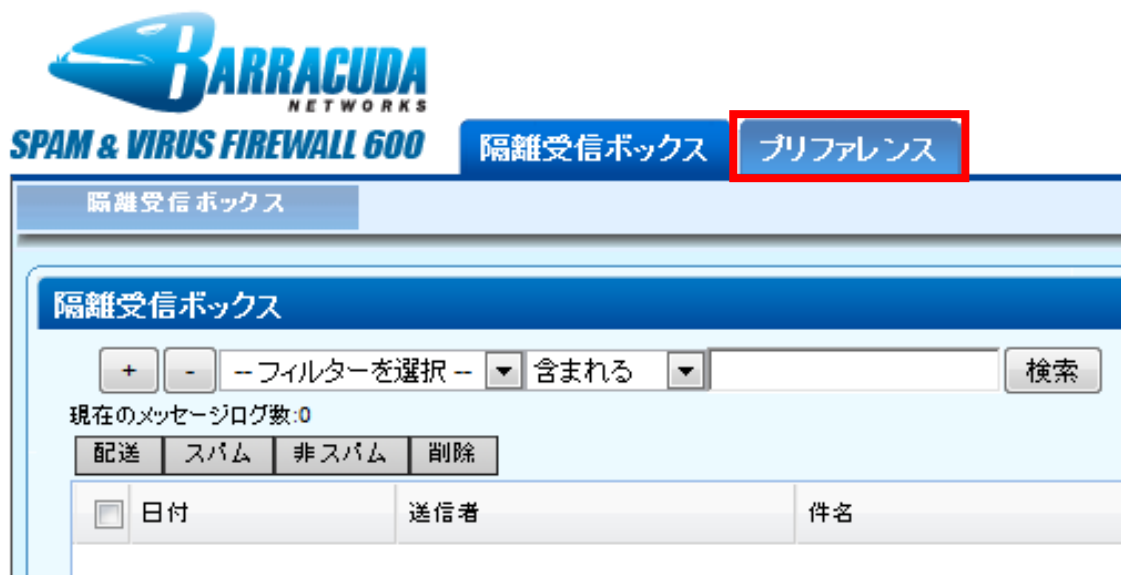 BARRACUDA
NETWORKS
SPAM & VIRUS FIREWALL 600
隔離受信ボックス
プリファレンス
隔離受信ボックス
隔離受信ボックス
+ - -- フィルターを選択 -- 含まれる 検索
現在のメッセージログ数:0
配送 スパム 非スパム 削除
日付 送信者 件名